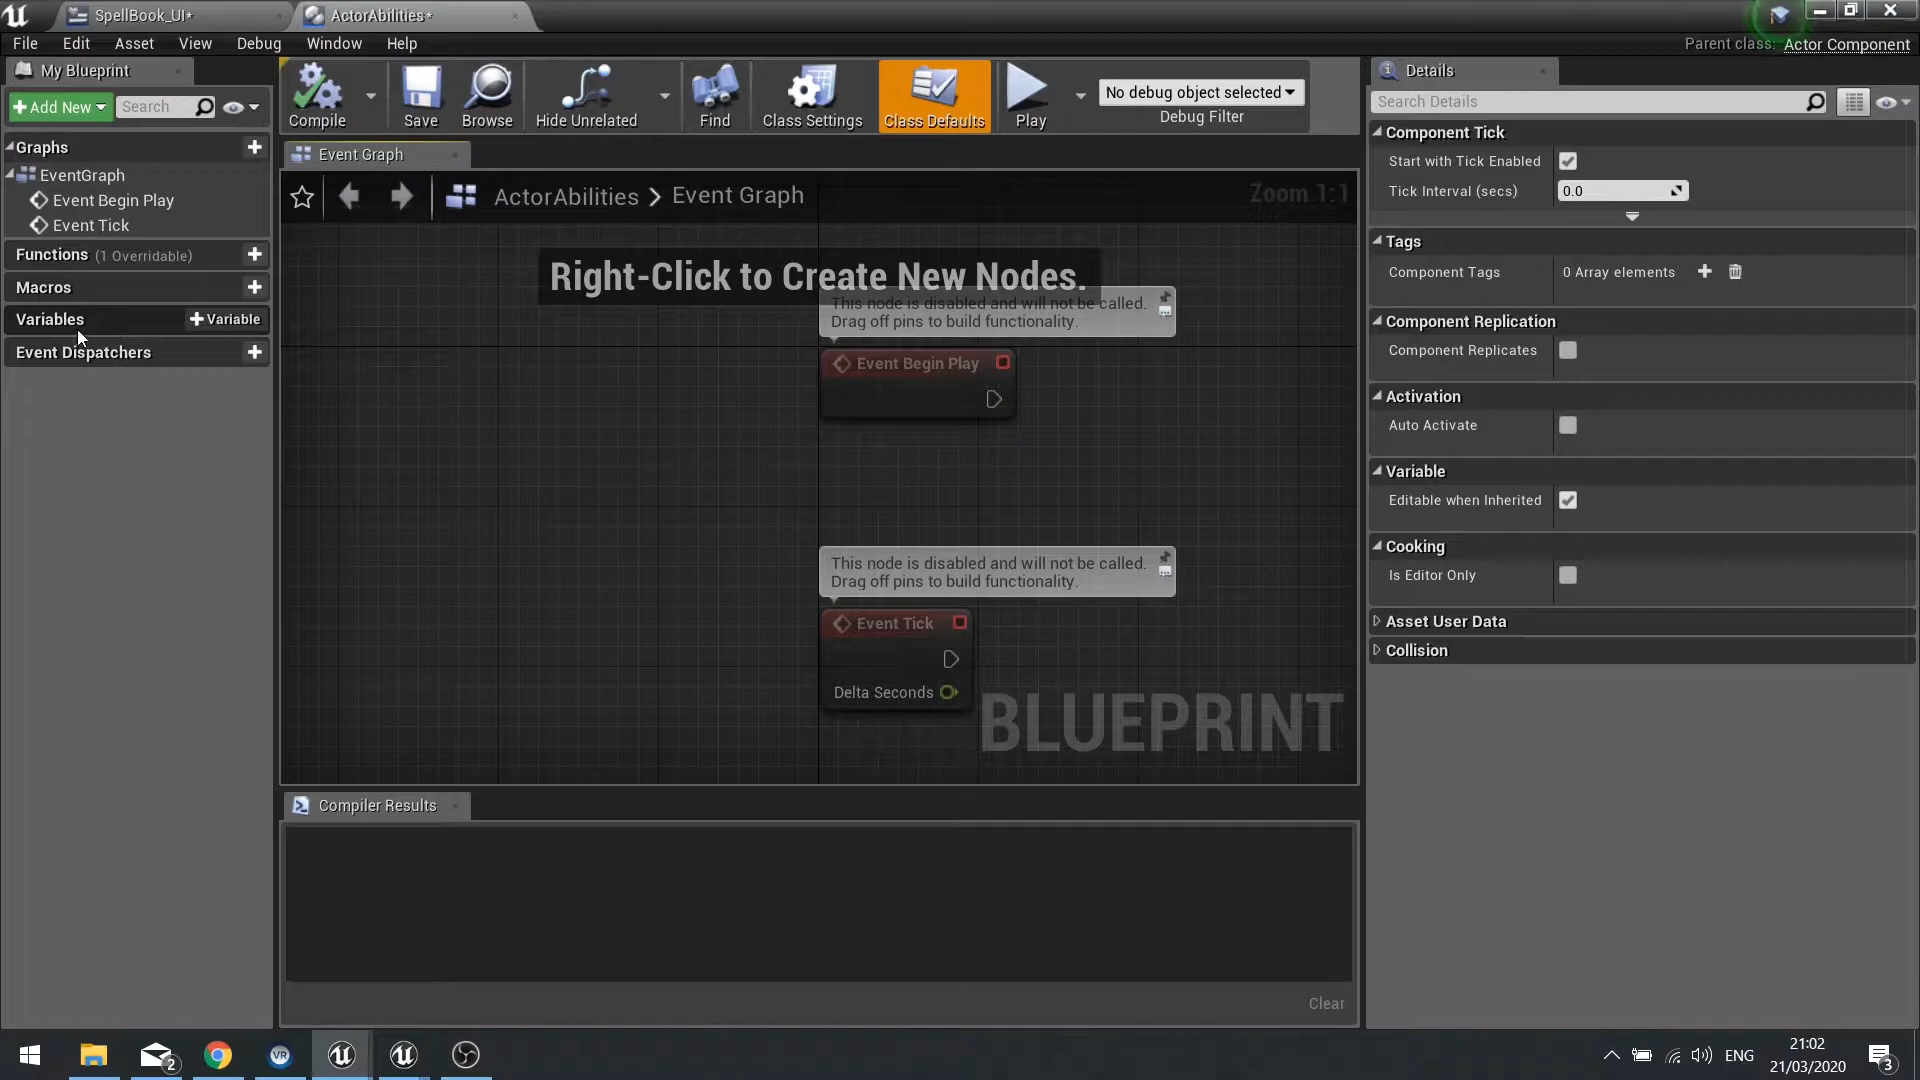 SpellBook_UI*
ActorAbilities*
File Edit Asset View Debug Window Help
Parent class: Actor Component
My Blueprint
Add New
Search
Compile
Save
Browse
Hide Unrelated
Find
Class Settings
Class Defaults
Play
No debug object selected
Debug Filter
Graphs
EventGraph
Event Begin Play
Event Tick
Functions (1 Overridable)
Macros
Variables
Variable
Event Dispatchers
Event Graph
ActorAbilities > Event Graph
Zoom 1:1
Right-Click to Create New Nodes.
This node is disabled and will not be called.
Drag off pins to build functionality.
Event Begin Play
This node is disabled and will not be called.
Drag off pins to build functionality.
Event Tick
Delta Seconds
BLUEPRINT
Compiler Results
Clear
Details
Search Details
Component Tick
Start with Tick Enabled
Tick Interval (secs) 0.0
Tags
Component Tags 0 Array elements
Component Replication
Component Replicates
Activation
Auto Activate
Variable
Editable when Inherited
Cooking
Is Editor Only
Asset User Data
Collision
2
VR
ENG
21:02
21/03/2020
3